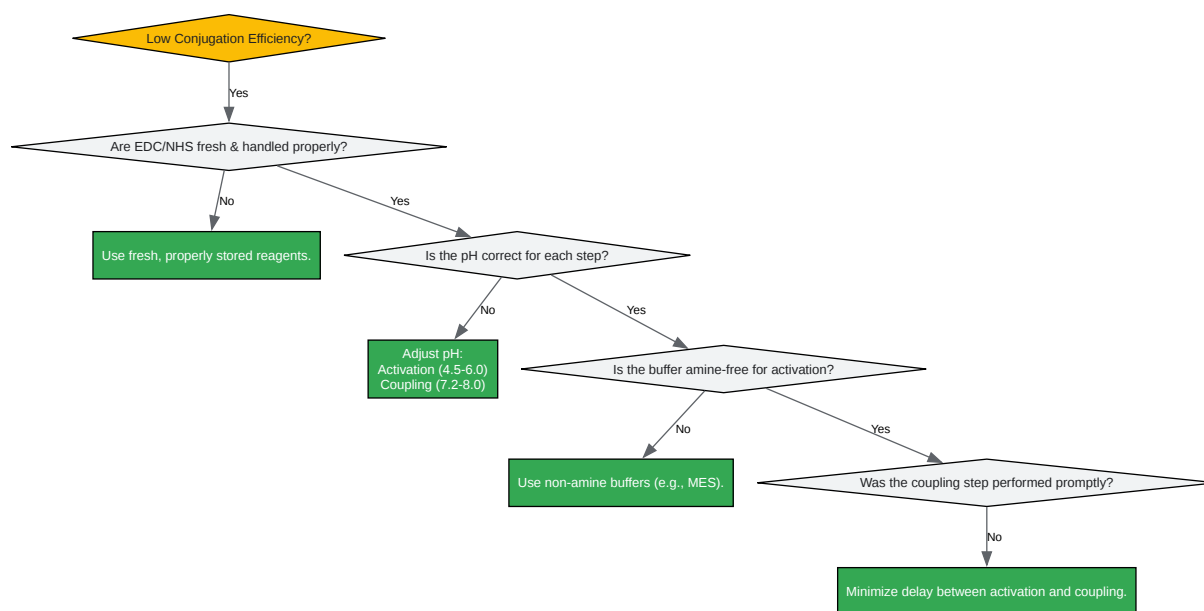 Low Conjugation Efficiency?
Yes
Are EDC/NHS fresh & handled properly?
No
Yes
Use fresh, properly stored reagents.
Is the pH correct for each step?
No
Yes
Adjust pH:
Activation (4.5-6.0)
Coupling (7.2-8.0)
Is the buffer amine-free for activation?
No
Yes
Use non-amine buffers (e.g., MES).
Was the coupling step performed promptly?
No
Minimize delay between activation and coupling.